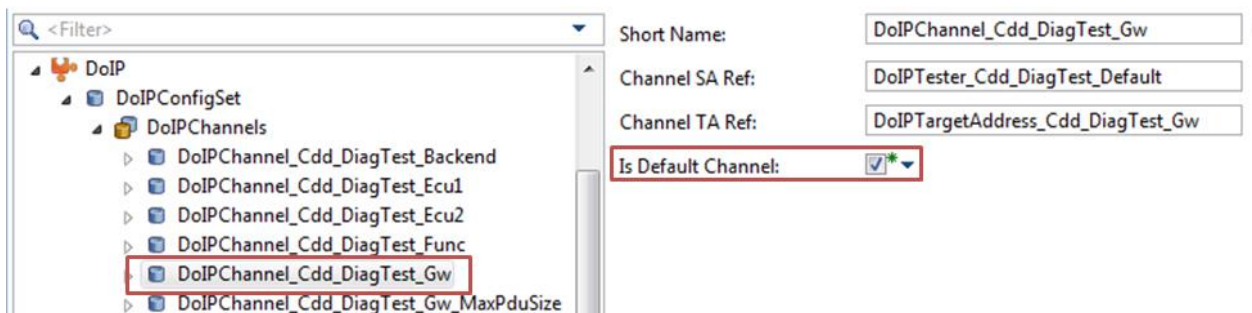 <Filter>
DoIP
DoIPConfigSet
DoIPChannels
DoIPChannel_Cdd_DiagTest_Backend
DoIPChannel_Cdd_DiagTest_Ecu1
DoIPChannel_Cdd_DiagTest_Ecu2
DoIPChannel_Cdd_DiagTest_Func
DoIPChannel_Cdd_DiagTest_Gw
DoIPChannel_Cdd_DiagTest_Gw_MaxPduSize
Short Name: DoIPChannel_Cdd_DiagTest_Gw
Channel SA Ref: DoIPTester_Cdd_DiagTest_Default
Channel TA Ref: DoIPTargetAddress_Cdd_DiagTest_Gw
Is Default Channel: